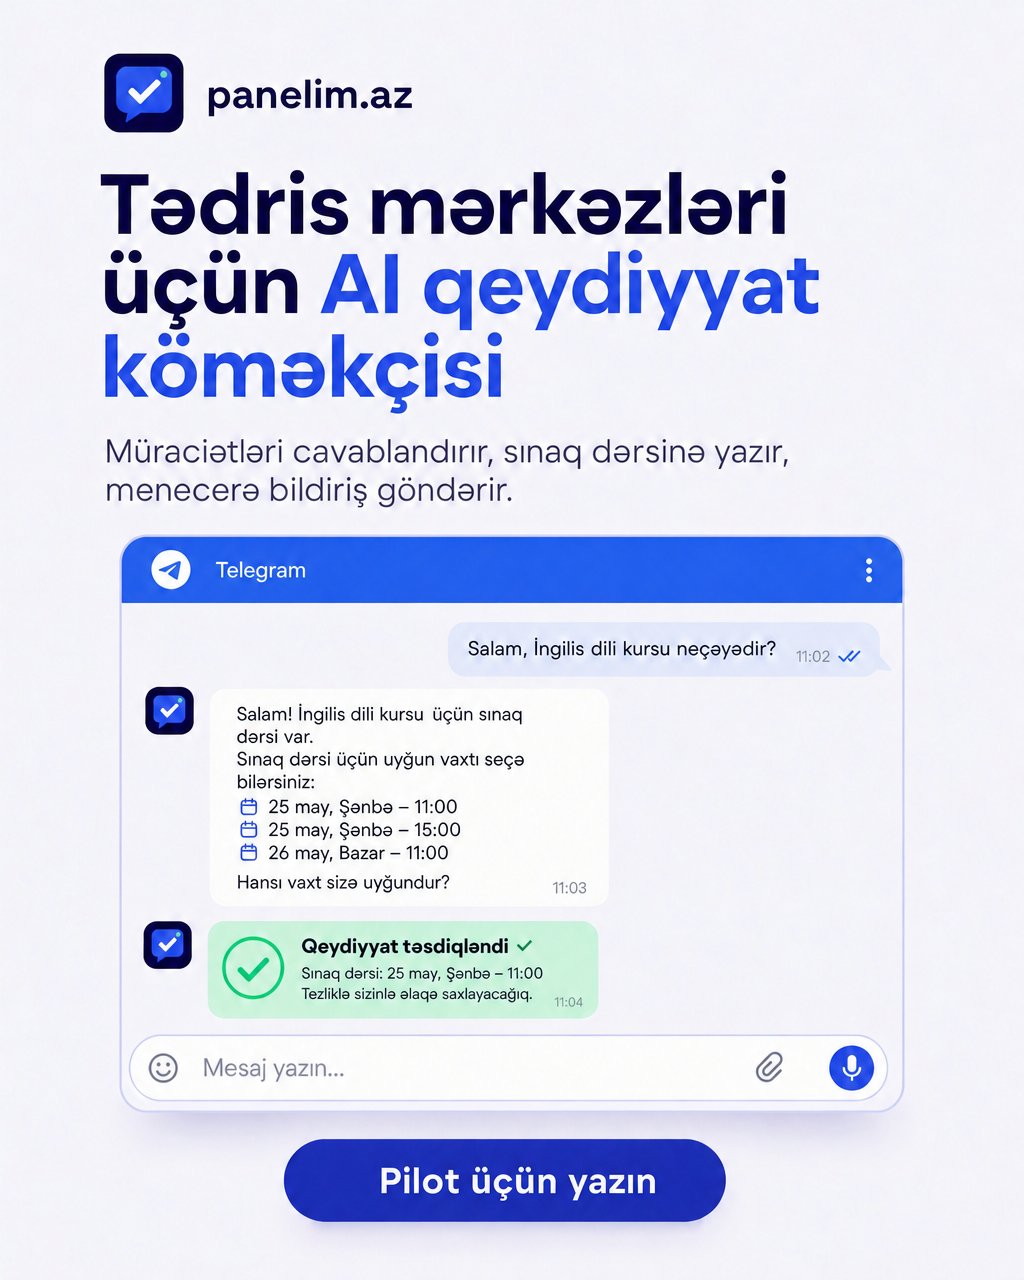 panelim.az
Tədris mərkəzləri
üçün AI qeydiyyat
köməkçisi
Müraciətləri cavablandırır, sınaq dərsinə yazır,
menecerə bildiriş göndərir.
Telegram
Salam, İngilis dili kursu neçəyədir? 11:02
Salam! İngilis dili kursu üçün sınaq
dərsi var.
Sınaq dərsi üçün uyğun vaxtı seçə
bilərsiniz:
25 may, Şənbə – 11:00
25 may, Şənbə – 15:00
26 may, Bazar – 11:00
Hansı vaxt sizə uyğundur? 11:03
Qeydiyyat təsdiqləndi ✓
Sınaq dərsi: 25 may, Şənbə – 11:00
Tezliklə sizinlə əlaqə saxlayacağıq. 11:04
Mesaj yazın...
Pilot üçün yazın